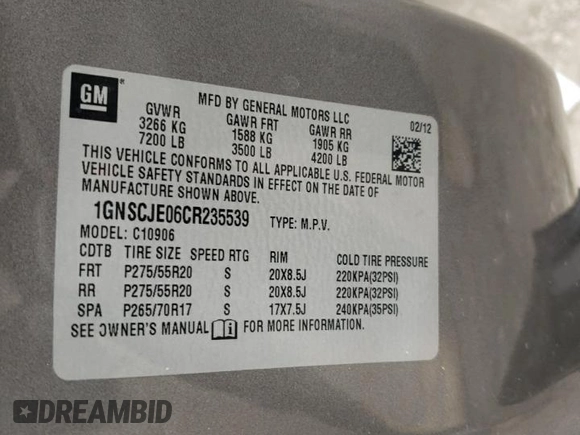 GM
MFD BY GENERAL MOTORS LLC
02/12
GVWR GAWR FRT GAWR RR
3266 KG 1588 KG 1905 KG
7200 LB 3500 LB 4200 LB
THIS VEHICLE CONFORMS TO ALL APPLICABLE U.S. FEDERAL MOTOR
VEHICLE SAFETY STANDARDS IN EFFECT ON THE DATE OF
MANUFACTURE SHOWN ABOVE.
1GNSCJE06CR235539 TYPE: M.P.V.
MODEL: C10906
CDTB TIRE SIZE SPEED RTG RIM COLD TIRE PRESSURE
FRT P275/55R20 S 20X8.5J 220KPA(32PSI)
RR P275/55R20 S 20X8.5J 220KPA(32PSI)
SPA P265/70R17 S 17X7.5J 240KPA(35PSI)
SEE OWNER'S MANUAL FOR MORE INFORMATION.
DREAMBID